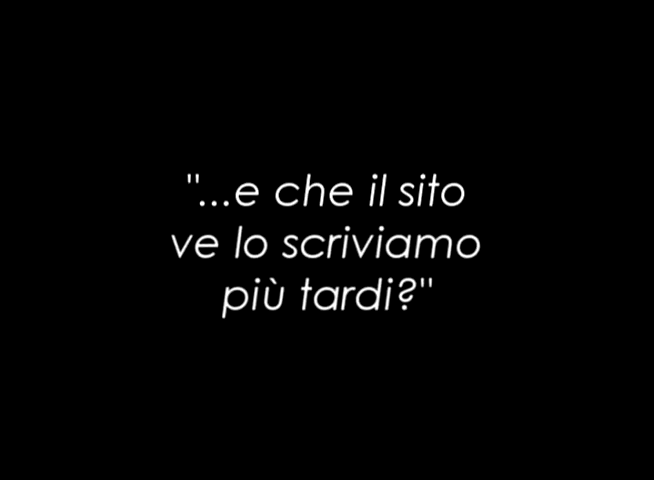 "...e che il sito
ve lo scriviamo
più tardi?"